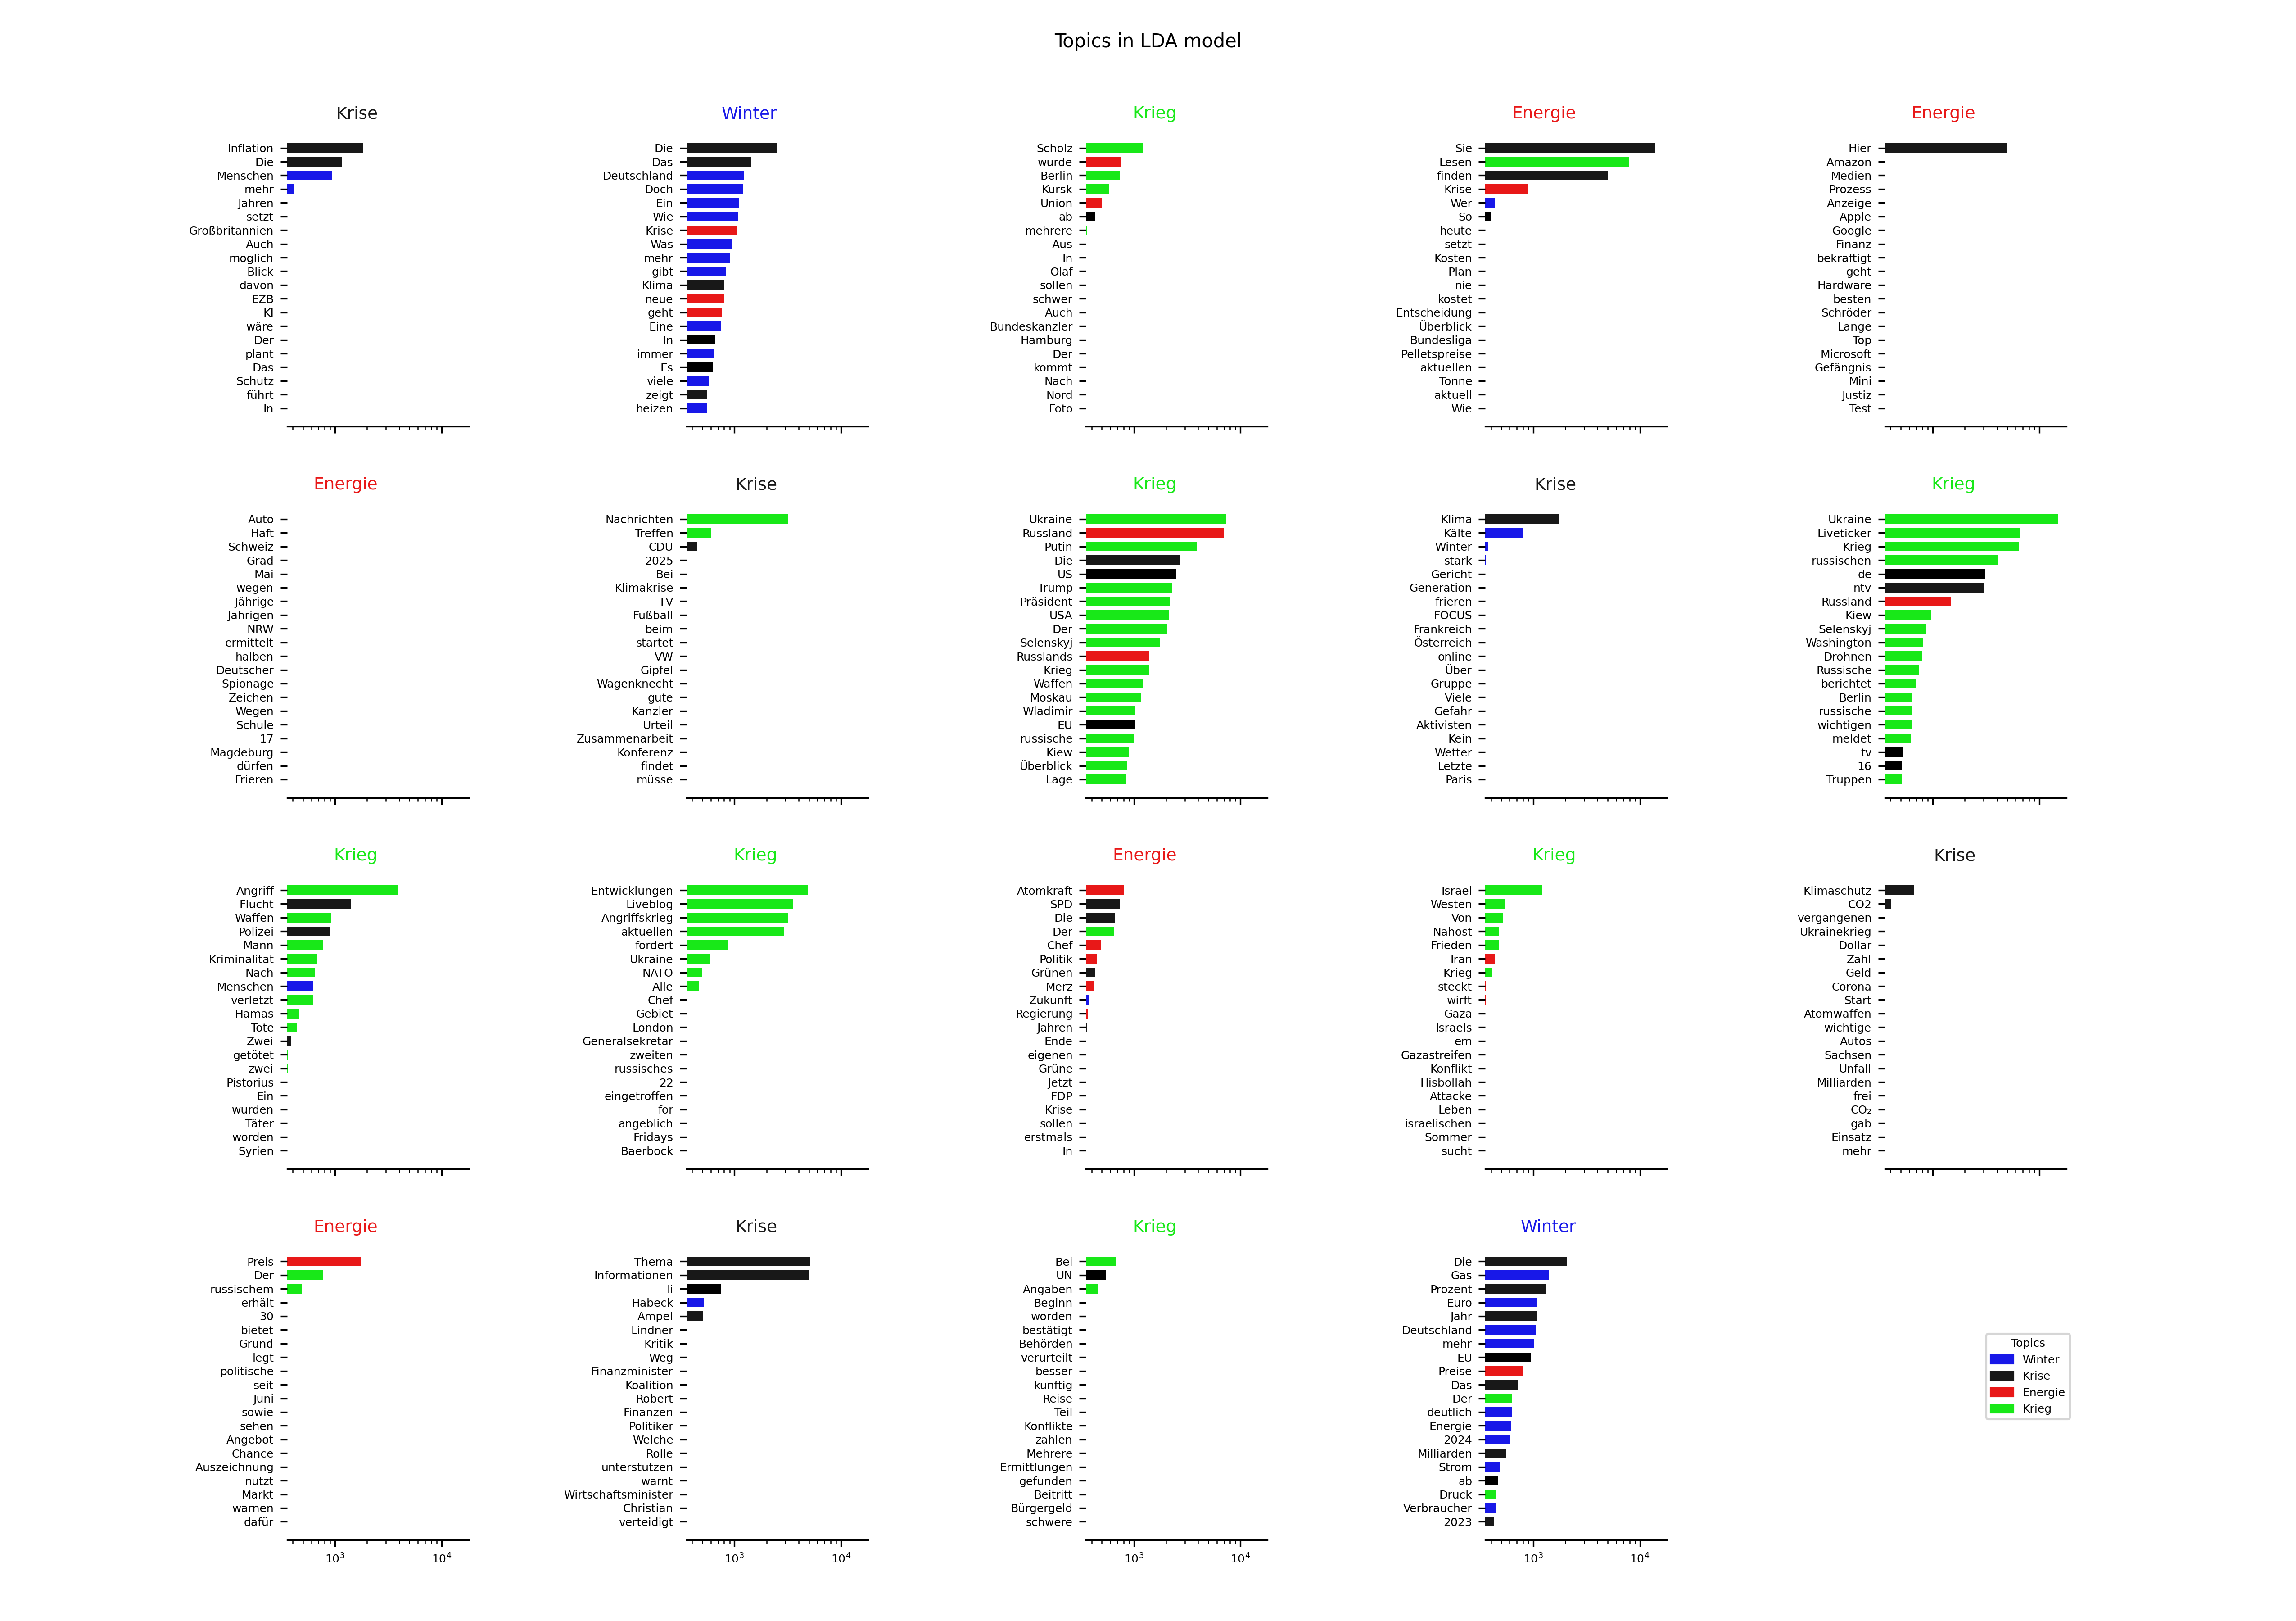 Topics in LDA model
Krise
Inflation
Die
Menschen
mehr
Jahren
setzt
Großbritannien
Auch
möglich
Blick
davon
EZB
KI
wäre
Der
plant
Das
Schutz
führt
In
Winter
Die
Das
Deutschland
Doch
Ein
Wie
Krise
Was
mehr
gibt
Klima
neue
geht
Eine
In
immer
Es
viele
zeigt
heizen
Krieg
Scholz
wurde
Berlin
Kursk
Union
ab
mehrere
Aus
In
Olaf
sollen
schwer
Auch
Bundeskanzler
Hamburg
Der
kommt
Nach
Nord
Foto
Energie
Sie
Lesen
finden
Krise
Wer
So
heute
setzt
Kosten
Plan
nie
kostet
Entscheidung
Überblick
Bundesliga
Pelletspreise
aktuellen
Tonne
aktuell
Wie
Energie
Hier
Amazon
Medien
Prozess
Anzeige
Apple
Google
Finanz
bekräftigt
geht
Hardware
besten
Schröder
Lange
Top
Microsoft
Gefängnis
Mini
Justiz
Test
Energie
Auto
Haft
Schweiz
Grad
Mai
wegen
Jährige
Jährigen
NRW
ermittelt
halben
Deutscher
Spionage
Zeichen
Wegen
Schule
17
Magdeburg
dürfen
Frieren
Krise
Nachrichten
Treffen
CDU
2025
Bei
Klimakrise
TV
Fußball
beim
startet
VW
Gipfel
Wagenknecht
gute
Kanzler
Urteil
Zusammenarbeit
Konferenz
findet
müsse
Krieg
Ukraine
Russland
Putin
Die
US
Trump
Präsident
USA
Der
Selenskyj
Russlands
Krieg
Waffen
Moskau
Wladimir
EU
russische
Kiew
Überblick
Lage
Krise
Klima
Kälte
Winter
stark
Gericht
Generation
frieren
FOCUS
Frankreich
Österreich
online
Über
Gruppe
Viele
Gefahr
Aktivisten
Kein
Wetter
Letzte
Paris
Krieg
Ukraine
Liveticker
Krieg
russischen
de
ntv
Russland
Kiew
Selenskyj
Washington
Drohnen
Russische
berichtet
Berlin
russische
wichtigen
meldet
tv
16
Truppen
Krieg
Angriff
Flucht
Waffen
Polizei
Mann
Kriminalität
Nach
Menschen
verletzt
Hamas
Tote
Zwei
getötet
zwei
Pistorius
Ein
wurden
Täter
worden
Syrien
Krieg
Entwicklungen
Liveblog
Angriffskrieg
aktuellen
fordert
Ukraine
NATO
Alle
Chef
Gebiet
London
Generalsekretär
zweiten
russisches
22
eingetroffen
for
angeblich
Fridays
Baerbock
Energie
Atomkraft
SPD
Die
Der
Chef
Politik
Grünen
Merz
Zukunft
Regierung
Jahren
Ende
eigenen
Grüne
Jetzt
FDP
Krise
sollen
erstmals
In
Krieg
Israel
Westen
Von
Nahost
Frieden
Iran
Krieg
steckt
wirft
Gaza
Israels
em
Gazastreifen
Konflikt
Hisbollah
Attacke
Leben
israelischen
Sommer
sucht
Krise
Klimaschutz
CO2
vergangenen
Ukrainekrieg
Dollar
Zahl
Geld
Corona
Start
Atomwaffen
wichtige
Autos
Sachsen
Unfall
Milliarden
frei
CO₂
gab
Einsatz
mehr
Energie
Preis
Der
russischem
erhält
30
bietet
Grund
legt
politische
seit
Juni
sowie
sehen
Angebot
Chance
Auszeichnung
nutzt
Markt
warnen
dafür
10³ 10⁴
Krise
Thema
Informationen
li
Habeck
Ampel
Lindner
Kritik
Weg
Finanzminister
Koalition
Robert
Finanzen
Politiker
Welche
Rolle
unterstützen
warnt
Wirtschaftsminister
Christian
verteidigt
10³ 10⁴
Krieg
Bei
UN
Angaben
Beginn
worden
bestätigt
Behörden
verurteilt
besser
künftig
Reise
Teil
Konflikte
zahlen
Mehrere
Ermittlungen
gefunden
Beitritt
Bürgergeld
schwere
10³ 10⁴
Winter
Die
Gas
Prozent
Euro
Jahr
Deutschland
mehr
EU
Preise
Das
Der
deutlich
Energie
2024
Milliarden
Strom
ab
Druck
Verbraucher
2023
10³ 10⁴
Topics
Winter
Krise
Energie
Krieg